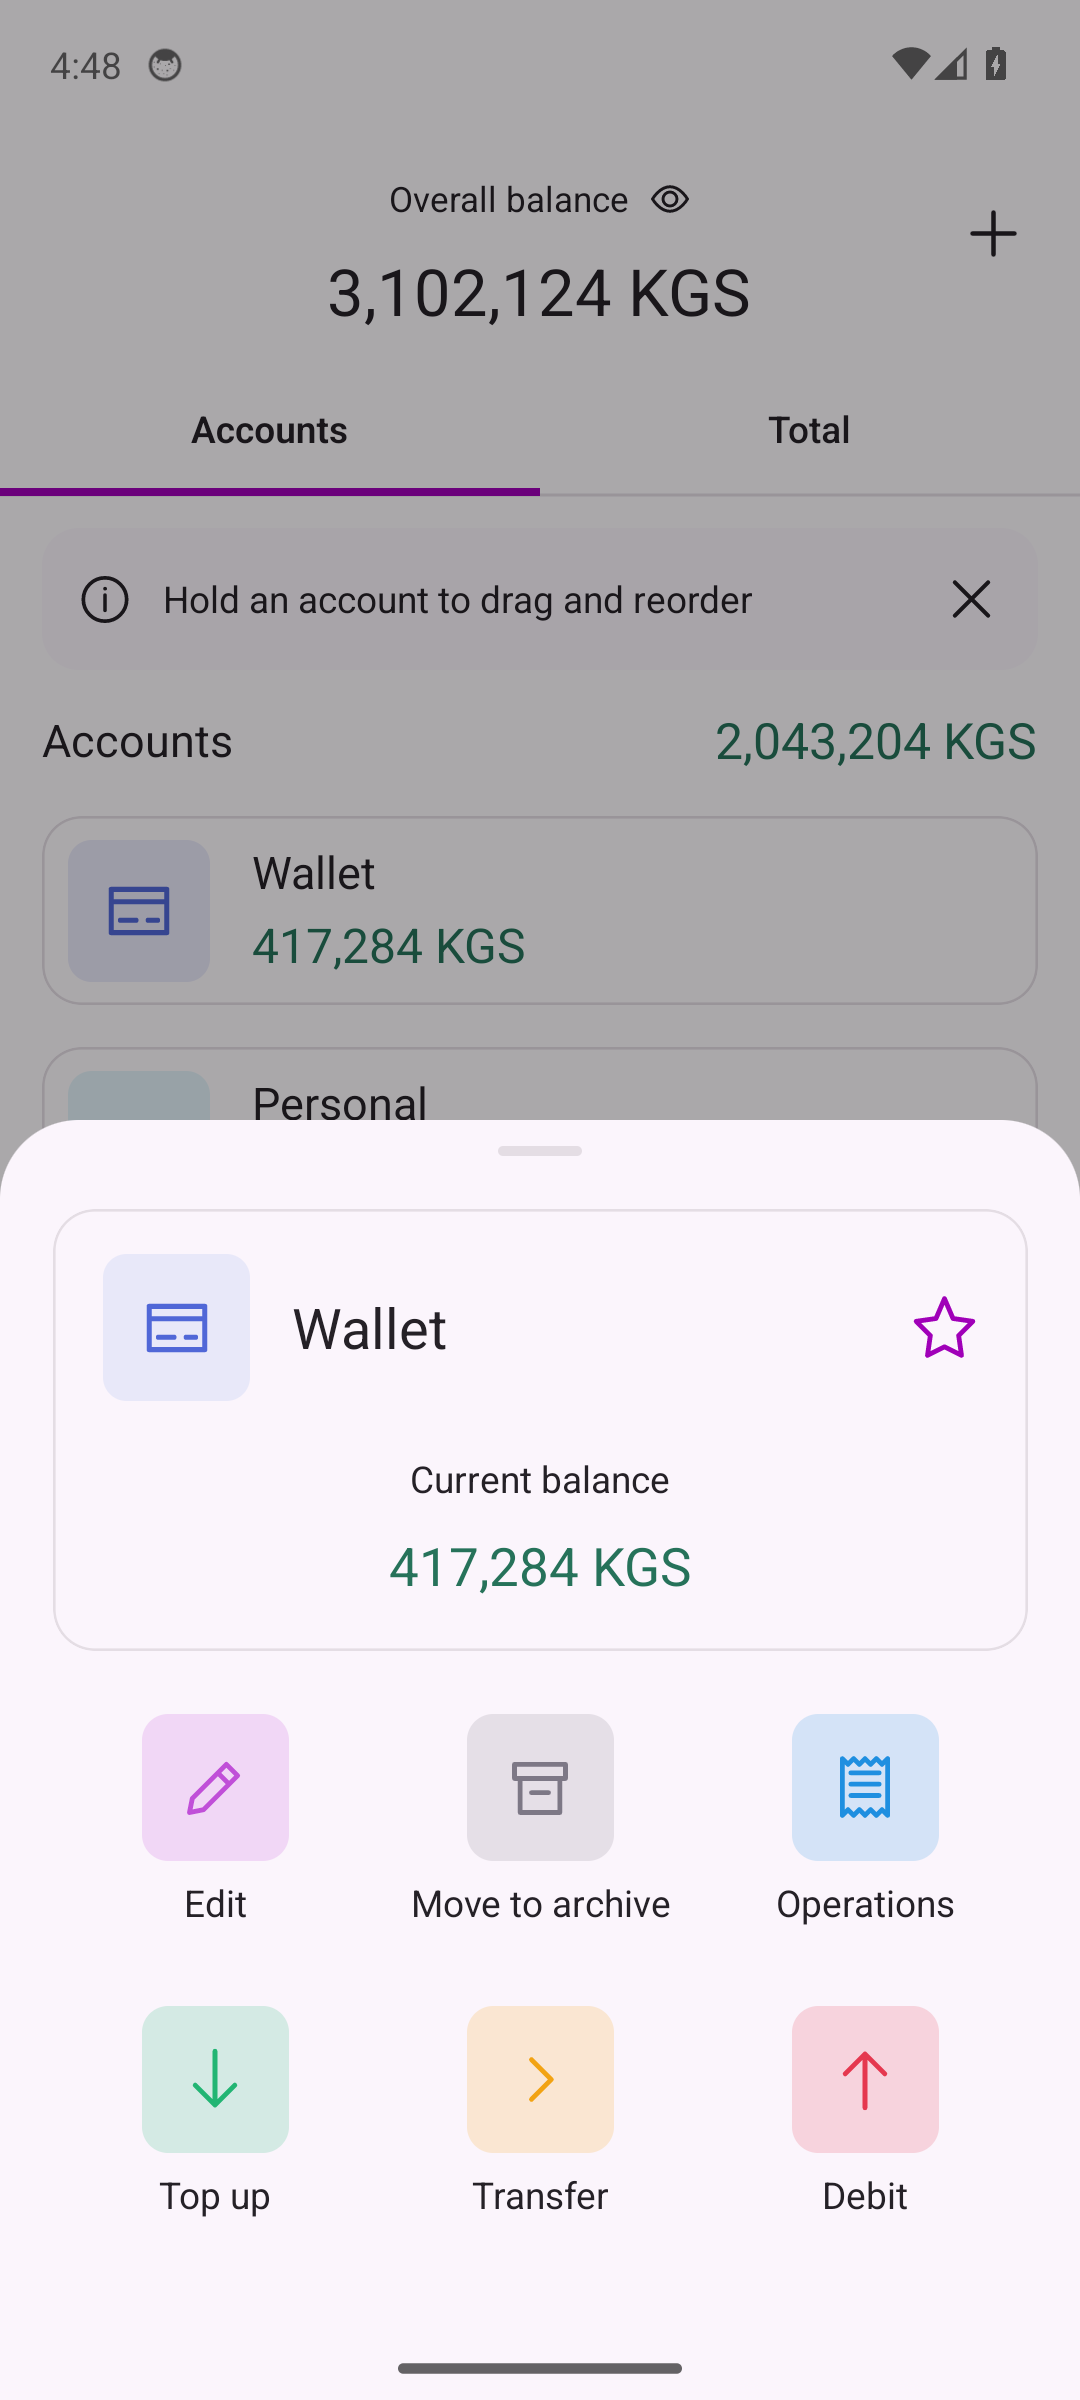 4:48
Overall balance
3,102,124 KGS
Accounts
Total
Hold an account to drag and reorder
Accounts
2,043,204 KGS
Wallet
417,284 KGS
Personal
Wallet
Current balance
417,284 KGS
Edit
Move to archive
Operations
Top up
Transfer
Debit